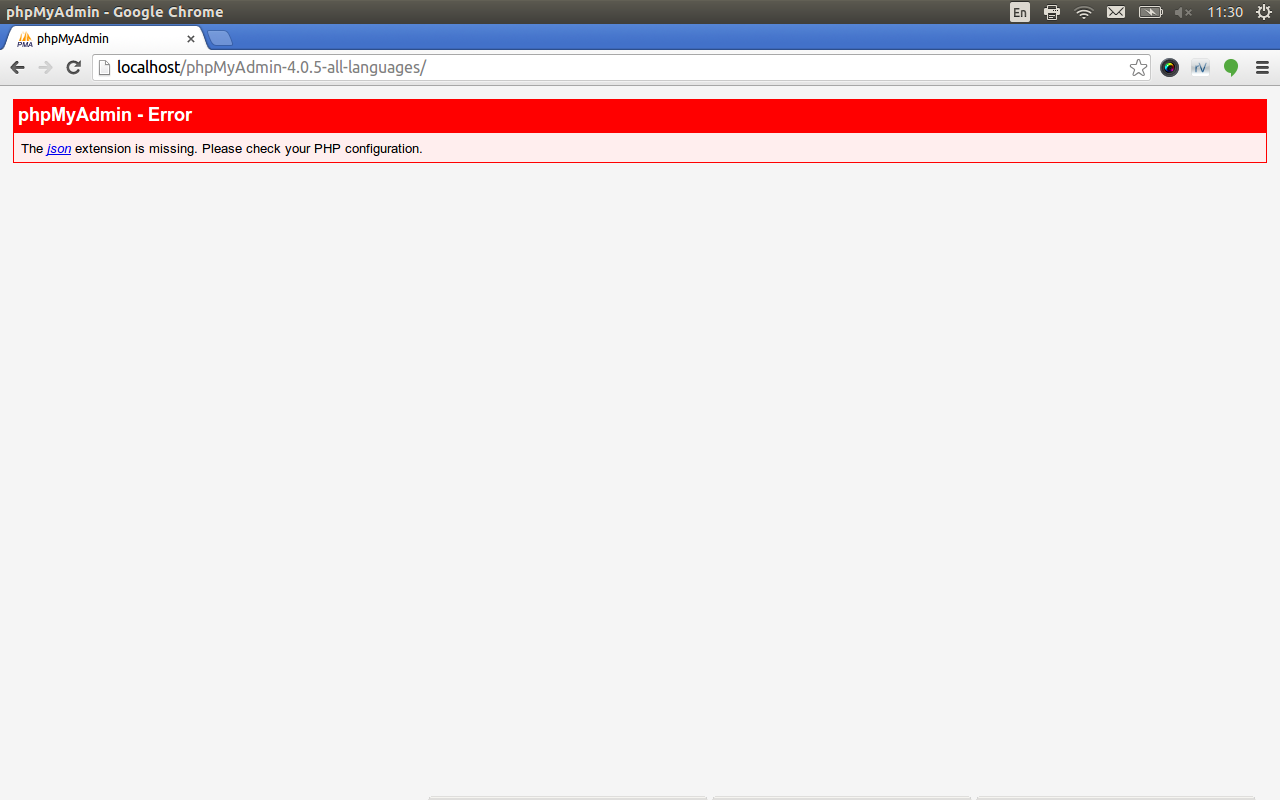 phpMyAdmin - Google Chrome
En
11:30
PMA
phpMyAdmin
localhost/phpMyAdmin-4.0.5-all-languages/
rV
phpMyAdmin - Error
The json extension is missing. Please check your PHP configuration.